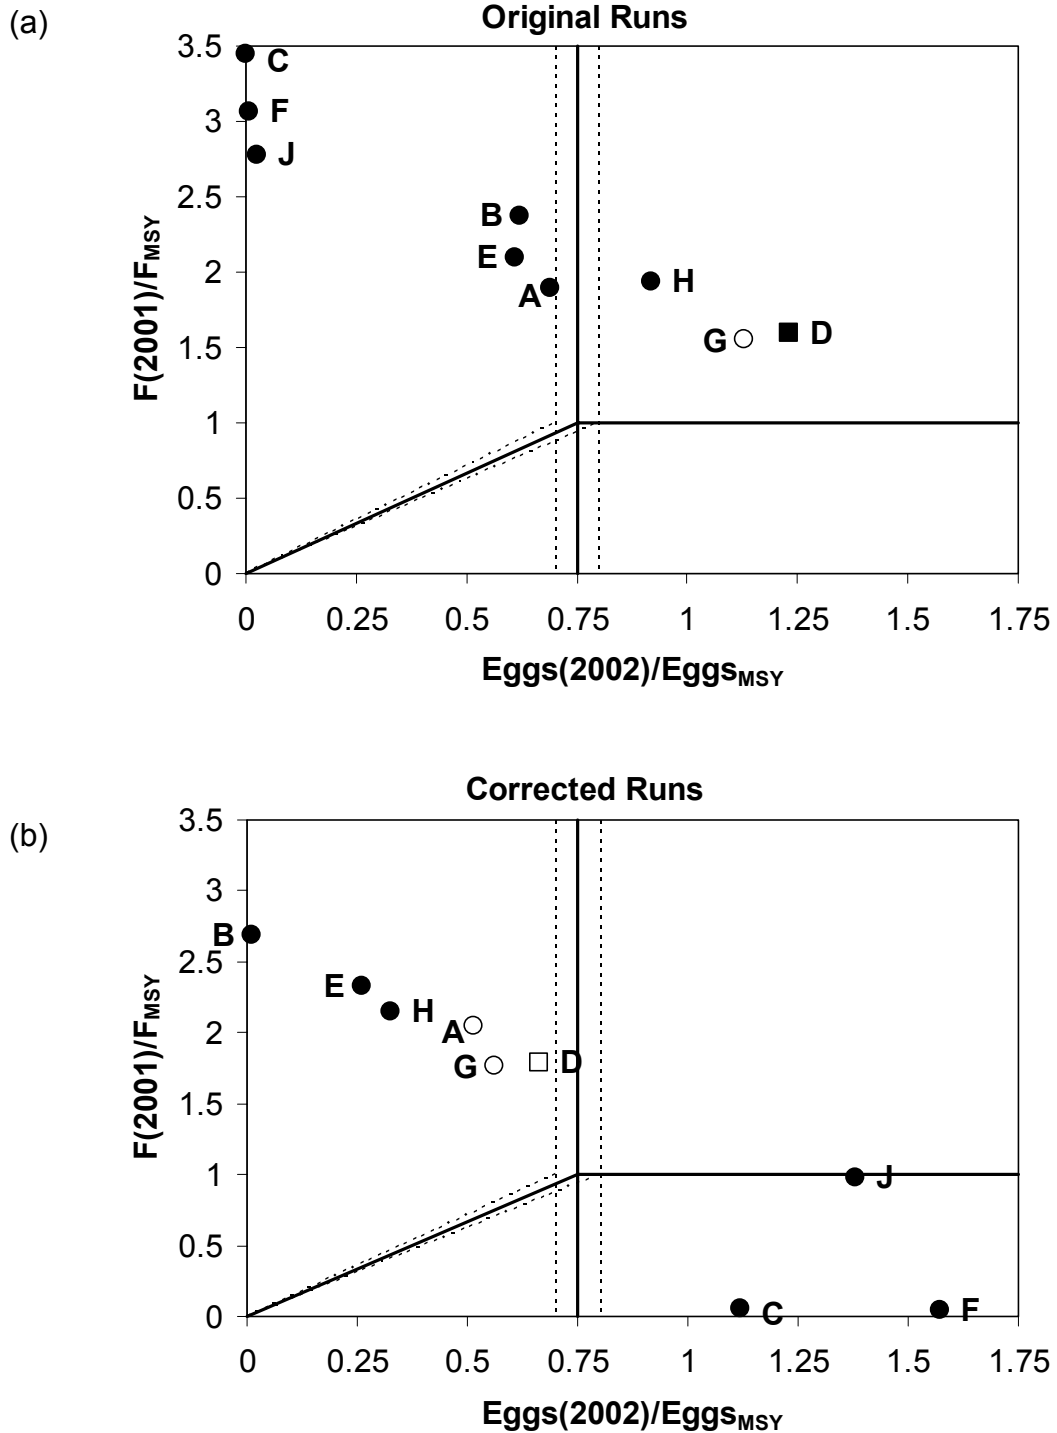 (a)
Original Runs
3.5
3
2.5
2
1.5
1
0.5
0
F(2001)/FMSY
C
F
J
B
E
A
H
G
D
0 0.25 0.5 0.75 1 1.25 1.5 1.75
Eggs(2002)/EggsMSY
Corrected Runs
(b)
3.5
3
2.5
2
1.5
1
0.5
0
F(2001)/FMSY
B
E
H
A
G
D
J
C
F
0 0.25 0.5 0.75 1 1.25 1.5 1.75
Eggs(2002)/EggsMSY